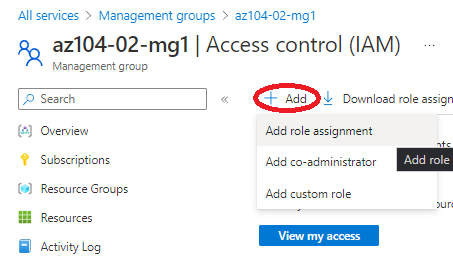 All services > Management groups > az104-02-mg1
az104-02-mg1 | Access control (IAM) ...
Management group
Search «
+ Add Download role assign
Add role assignment
Add co-administrator Add role
Add custom role
View my access
Overview
Subscriptions
Resource Groups
Resources
Activity Log